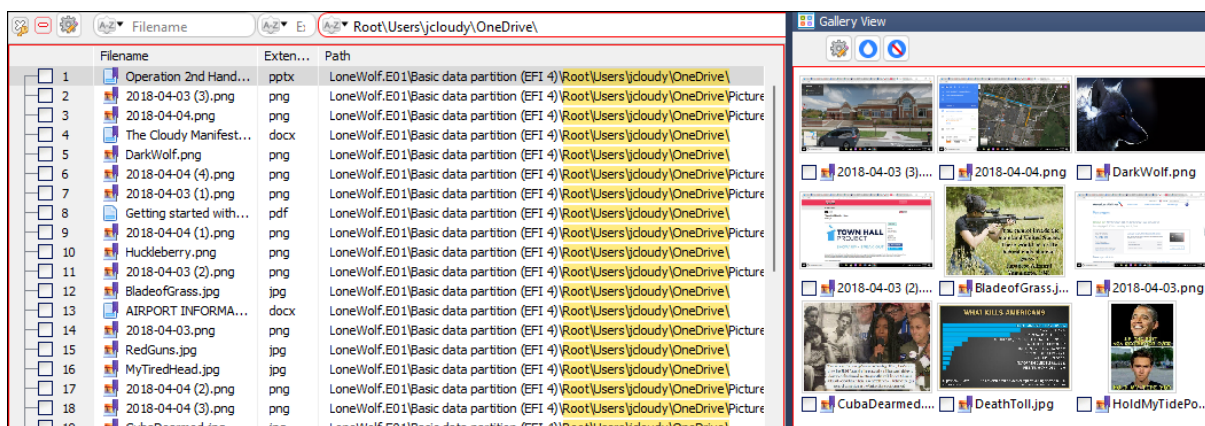 Filename
E:
Root\Users\jcloudy\OneDrive\
Gallery View
Filename Exten... Path
1 Operation 2nd Hand... pptx LoneWolf.E01\Basic data partition (EFI 4)\Root\Users\jcloudy\OneDrive\
2 2018-04-03 (3).png png LoneWolf.E01\Basic data partition (EFI 4)\Root\Users\jcloudy\OneDrive\Picture
3 2018-04-04.png png LoneWolf.E01\Basic data partition (EFI 4)\Root\Users\jcloudy\OneDrive\Picture
4 The Cloudy Manifest... docx LoneWolf.E01\Basic data partition (EFI 4)\Root\Users\jcloudy\OneDrive\
5 DarkWolf.png png LoneWolf.E01\Basic data partition (EFI 4)\Root\Users\jcloudy\OneDrive\
6 2018-04-04 (4).png png LoneWolf.E01\Basic data partition (EFI 4)\Root\Users\jcloudy\OneDrive\Picture
7 2018-04-03 (1).png png LoneWolf.E01\Basic data partition (EFI 4)\Root\Users\jcloudy\OneDrive\Picture
8 Getting started with... pdf LoneWolf.E01\Basic data partition (EFI 4)\Root\Users\jcloudy\OneDrive\
9 2018-04-04 (1).png png LoneWolf.E01\Basic data partition (EFI 4)\Root\Users\jcloudy\OneDrive\Picture
10 Huckleberry.png png LoneWolf.E01\Basic data partition (EFI 4)\Root\Users\jcloudy\OneDrive\
11 2018-04-03 (2).png png LoneWolf.E01\Basic data partition (EFI 4)\Root\Users\jcloudy\OneDrive\Picture
12 BladeofGrass.jpg jpg LoneWolf.E01\Basic data partition (EFI 4)\Root\Users\jcloudy\OneDrive\
13 AIRPORT INFORMA... docx LoneWolf.E01\Basic data partition (EFI 4)\Root\Users\jcloudy\OneDrive\
14 2018-04-03.png png LoneWolf.E01\Basic data partition (EFI 4)\Root\Users\jcloudy\OneDrive\Picture
15 RedGuns.jpg jpg LoneWolf.E01\Basic data partition (EFI 4)\Root\Users\jcloudy\OneDrive\
16 MyTiredHead.jpg jpg LoneWolf.E01\Basic data partition (EFI 4)\Root\Users\jcloudy\OneDrive\
17 2018-04-04 (2).png png LoneWolf.E01\Basic data partition (EFI 4)\Root\Users\jcloudy\OneDrive\Picture
18 2018-04-04 (3).png png LoneWolf.E01\Basic data partition (EFI 4)\Root\Users\jcloudy\OneDrive\Picture
2018-04-03 (3).... 2018-04-04.png DarkWolf.png
TOWN HALL
PROJECT
2018-04-03 (2).... BladeofGrass.j... 2018-04-03.png
WHAT KILLS AMERICANS
CubaDearmed.... DeathToll.jpg HoldMyTidePo...